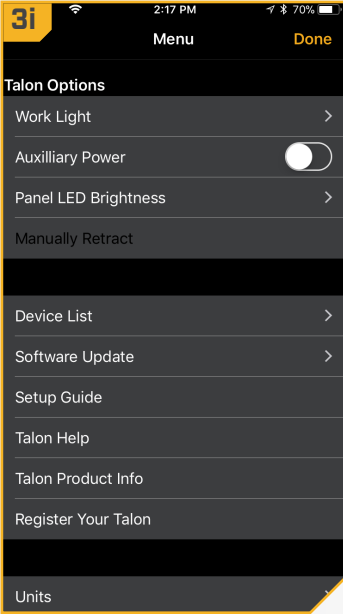 3i
2:17 PM
70%
Menu
Done
Talon Options
Work Light
Auxilliary Power
Panel LED Brightness
Manually Retract
Device List
Software Update
Setup Guide
Talon Help
Talon Product Info
Register Your Talon
Units